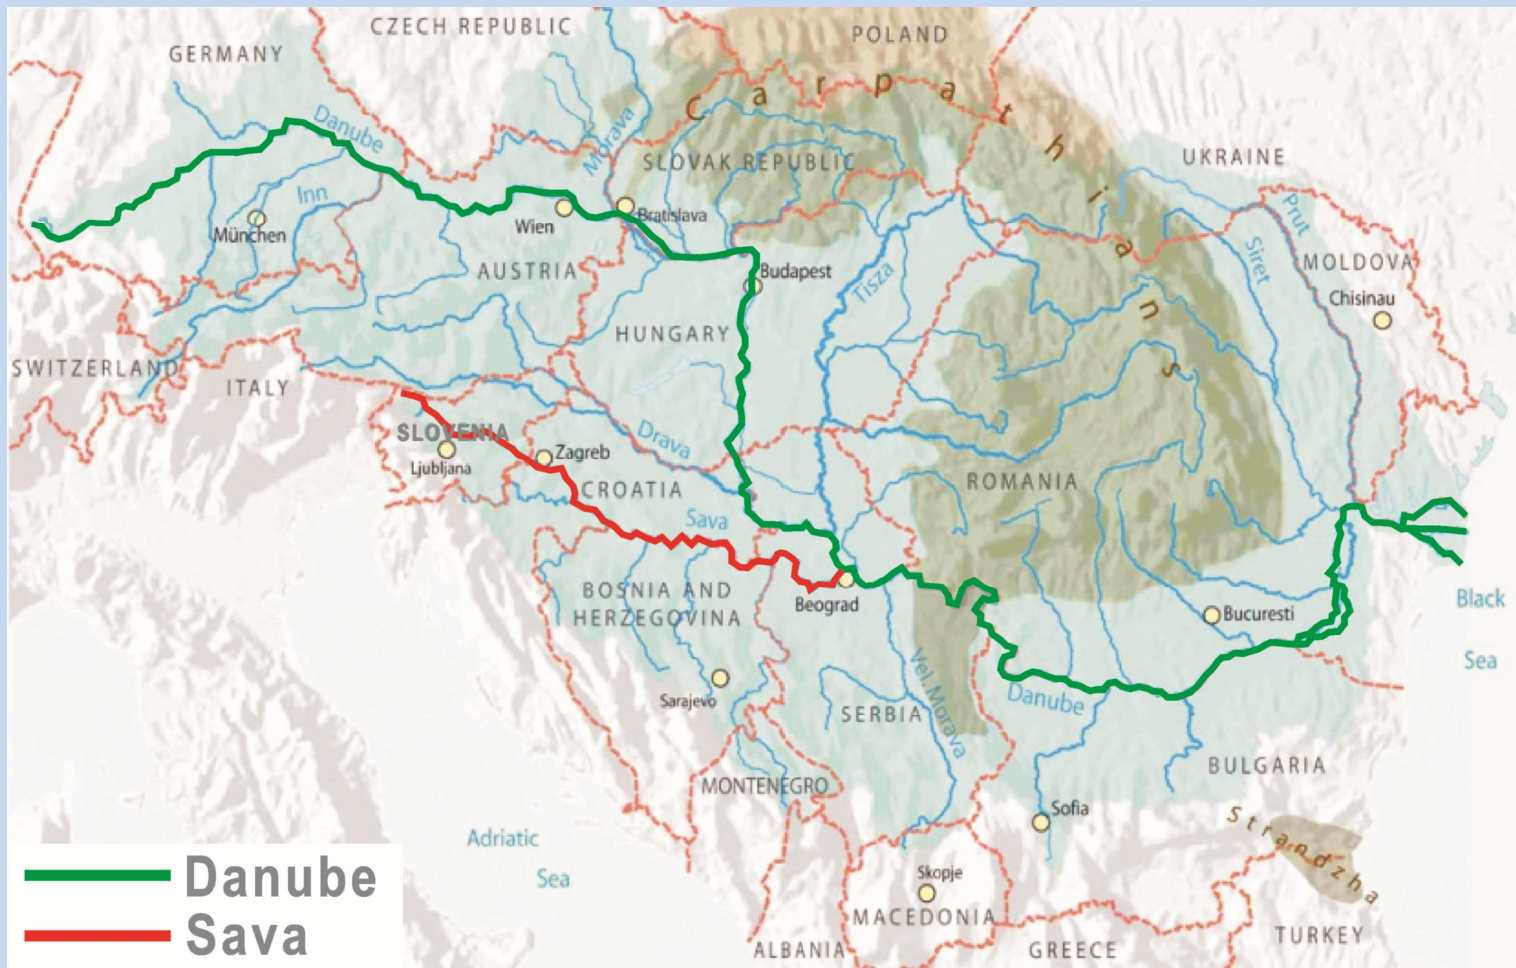 CZECH REPUBLIC
POLAND
GERMANY
Carpathians
Danube
Morava
SLOVAK REPUBLIC
UKRAINE
Inn
Prut
München
Wien
Bratislava
Siret
AUSTRIA
Budapest
Tisza
MOLDOVA
Chisinau
HUNGARY
SWITZERLAND
ITALY
SLOVENIA
Ljubljana
Drava
Zagreb
CROATIA
ROMANIA
Sava
BOSNIA AND
HERZEGOVINA
Beograd
Bucuresti
Black
Sea
Vel.Morava
Sarajevo
Danube
SERBIA
MONTENEGRO
BULGARIA
Sofia
Strandzha
Adriatic
Sea
Skopje
MACEDONIA
ALBANIA
GREECE
TURKEY
Danube
Sava